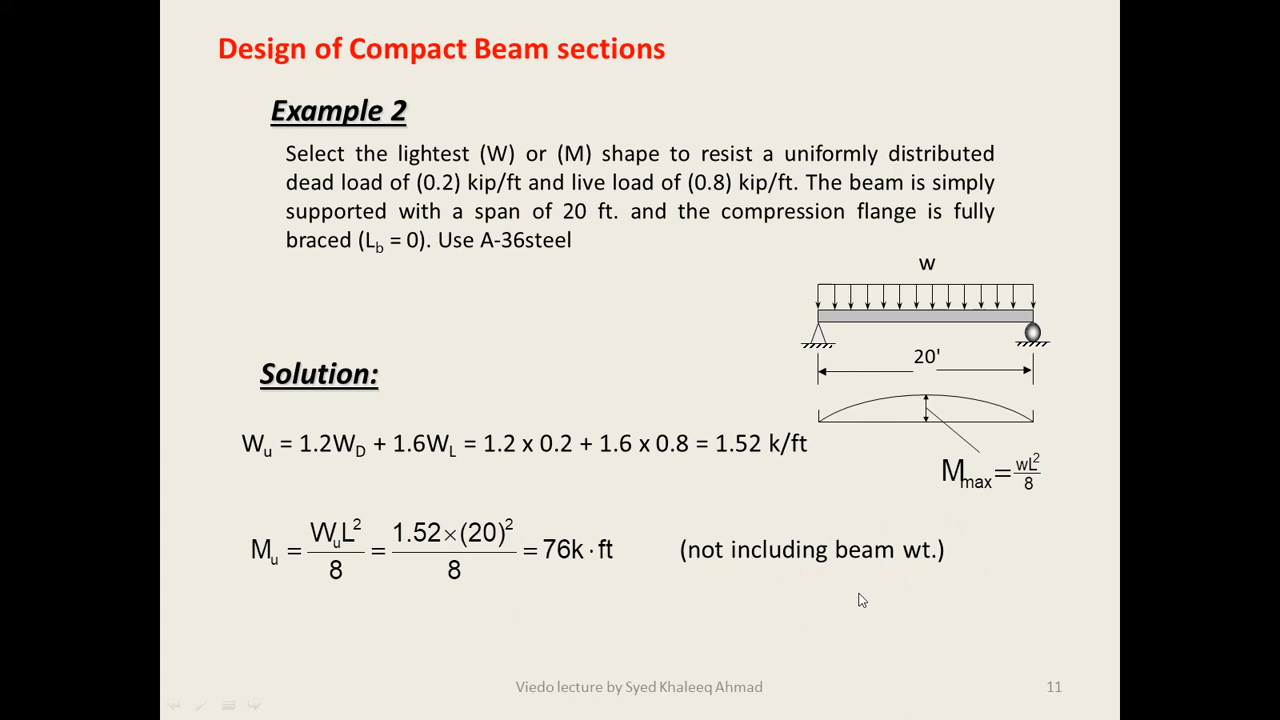 Design of Compact Beam sections
Example 2
Select the lightest (W) or (M) shape to resist a uniformly distributed
dead load of (0.2) kip/ft and live load of (0.8) kip/ft. The beam is simply
supported with a span of 20 ft. and the compression flange is fully
braced (Lb = 0). Use A-36steel
w
20'
Mmax = wL²/8
Solution:
Wu = 1.2WD + 1.6WL = 1.2 x 0.2 + 1.6 x 0.8 = 1.52 k/ft
Mu = WuL²/8 = 1.52×(20)²/8 = 76k·ft (not including beam wt.)
Viedo lecture by Syed Khaleeq Ahmad 11